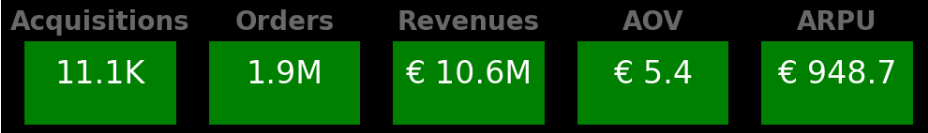 Acquisitions Orders Revenues AOV ARPU
11.1K 1.9M € 10.6M € 5.4 € 948.7